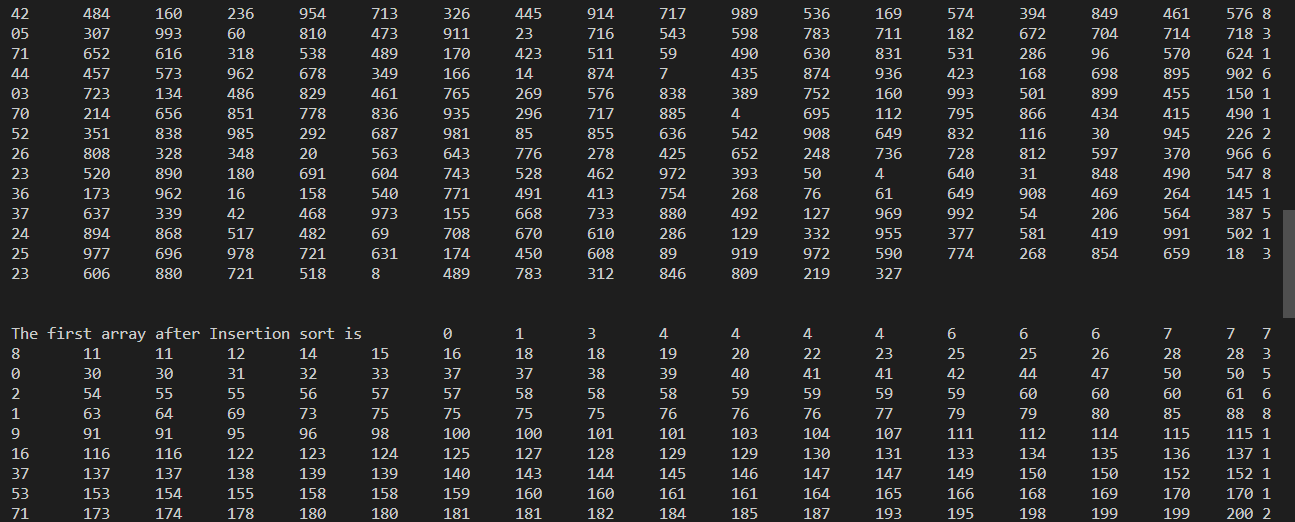 42 484 160 236 954 713 326 445 914 717 989 536 169 574 394 849 461 576 8
05 307 993 60 810 473 911 23 716 543 598 783 711 182 672 704 714 718 3
71 652 616 318 538 489 170 423 511 59 490 630 831 531 286 96 570 624 1
44 457 573 962 678 349 166 14 874 7 435 874 936 423 168 698 895 902 6
03 723 134 486 829 461 765 269 576 838 389 752 160 993 501 899 455 150 1
70 214 656 851 778 836 935 296 717 885 4 695 112 795 866 434 415 490 1
52 351 838 985 292 687 981 85 855 636 542 908 649 832 116 30 945 226 2
26 808 328 348 20 563 643 776 278 425 652 248 736 728 812 597 370 966 6
23 520 890 180 691 604 743 528 462 972 393 50 4 640 31 848 490 547 8
36 173 962 16 158 540 771 491 413 754 268 76 61 649 908 469 264 145 1
37 637 339 42 468 973 155 668 733 880 492 127 969 992 54 206 564 387 5
24 894 868 517 482 69 708 670 610 286 129 332 955 377 581 419 991 502 1
25 977 696 978 721 631 174 450 608 89 919 972 590 774 268 854 659 18 3
23 606 880 721 518 8 489 783 312 846 809 219 327
The first array after Insertion sort is 0 1 3 4 4 4 4 6 6 6 7 7 7
8 11 11 12 14 15 16 18 18 19 20 22 23 25 25 26 28 28 3
0 30 30 31 32 33 37 37 38 39 40 41 41 42 44 47 50 50 5
2 54 55 55 56 57 57 58 58 58 59 59 59 59 60 60 60 61 6
1 63 64 69 73 75 75 75 75 76 76 76 77 79 79 80 85 88 8
9 91 91 95 96 98 100 100 101 101 103 104 107 111 112 114 115 115 1
16 116 116 122 123 124 125 127 128 129 129 130 131 133 134 135 136 137 1
37 137 137 138 139 139 140 143 144 145 146 147 147 149 150 150 152 152 1
53 153 154 155 158 158 159 160 160 161 161 164 165 166 168 169 170 170 1
71 173 174 178 180 180 181 181 182 184 185 187 193 195 198 199 199 200 2